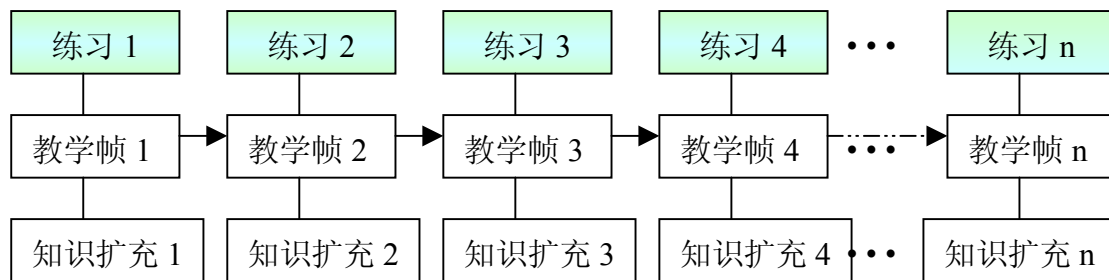 练习 1 练习 2 练习 3 练习 4 ••• 练习 n
教学帧 1 教学帧 2 教学帧 3 教学帧 4 ••• 教学帧 n
知识扩充 1 知识扩充 2 知识扩充 3 知识扩充 4 ••• 知识扩充 n